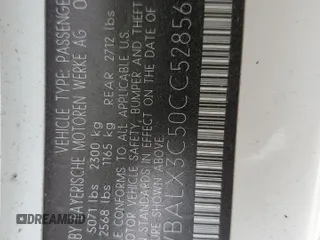 VEHICLE TYPE: PASSENGE
BY BAYERISCHE MOTOREN WERKE AG
5071 lbs 2300 kg
2568 lbs 1165 kg REAR 2712 lbs
E CONFORMS TO ALL APPLICABLE U.S.
VEHICLE SAFETY, BUMPER AND THEFT
STANDARDS IN EFFECT ON THE DATE OF
SHOWN ABOVE
BALX3C50CC52856
DREAMBID